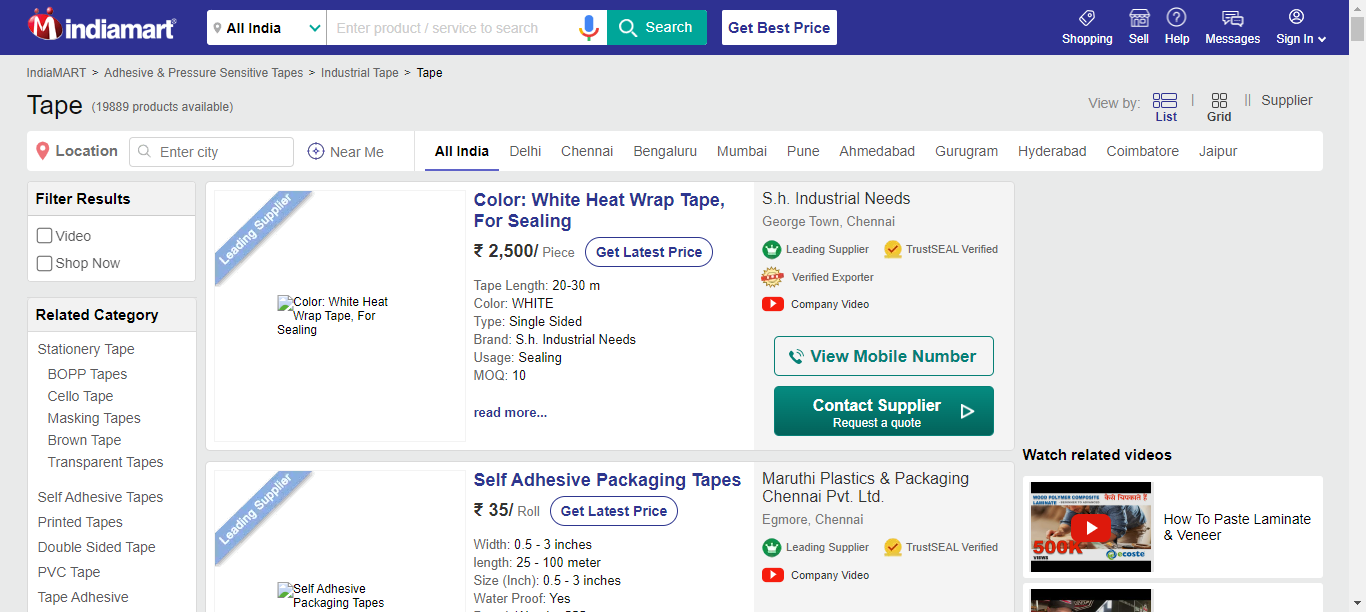 indiamart
All India
Enter product / service to search
Search
Get Best Price
Shopping
Sell
Help
Messages
Sign In
IndiaMART > Adhesive & Pressure Sensitive Tapes > Industrial Tape > Tape
Tape (19889 products available)
View by:
List
|
Grid
||
Supplier
Location
Enter city
Near Me
All India
Delhi
Chennai
Bengaluru
Mumbai
Pune
Ahmedabad
Gurugram
Hyderabad
Coimbatore
Jaipur
Filter Results
Video
Shop Now
Related Category
Stationery Tape
BOPP Tapes
Cello Tape
Masking Tapes
Brown Tape
Transparent Tapes
Self Adhesive Tapes
Printed Tapes
Double Sided Tape
PVC Tape
Tape Adhesive
Leading Supplier
Color: White Heat
Wrap Tape, For
Sealing
Color: White Heat Wrap Tape,
For Sealing
₹ 2,500/ Piece
Get Latest Price
Tape Length: 20-30 m
Color: WHITE
Type: Single Sided
Brand: S.h. Industrial Needs
Usage: Sealing
MOQ: 10
read more...
S.h. Industrial Needs
George Town, Chennai
Leading Supplier
TrustSEAL Verified
Verified Exporter
Company Video
View Mobile Number
Contact Supplier
Request a quote
Leading Supplier
Self Adhesive
Packaging Tapes
Self Adhesive Packaging Tapes
₹ 35/ Roll
Get Latest Price
Width: 0.5 - 3 inches
length: 25 - 100 meter
Size (Inch): 0.5 - 3 inches
Water Proof: Yes
Maruthi Plastics & Packaging
Chennai Pvt. Ltd.
Egmore, Chennai
Leading Supplier
TrustSEAL Verified
Company Video
Watch related videos
WOOD POLYMER COMPOSITE
LAMINATE
कैसे चिपकाते हैं
500K
VIEWS
ecoste
How To Paste Laminate
& Veneer